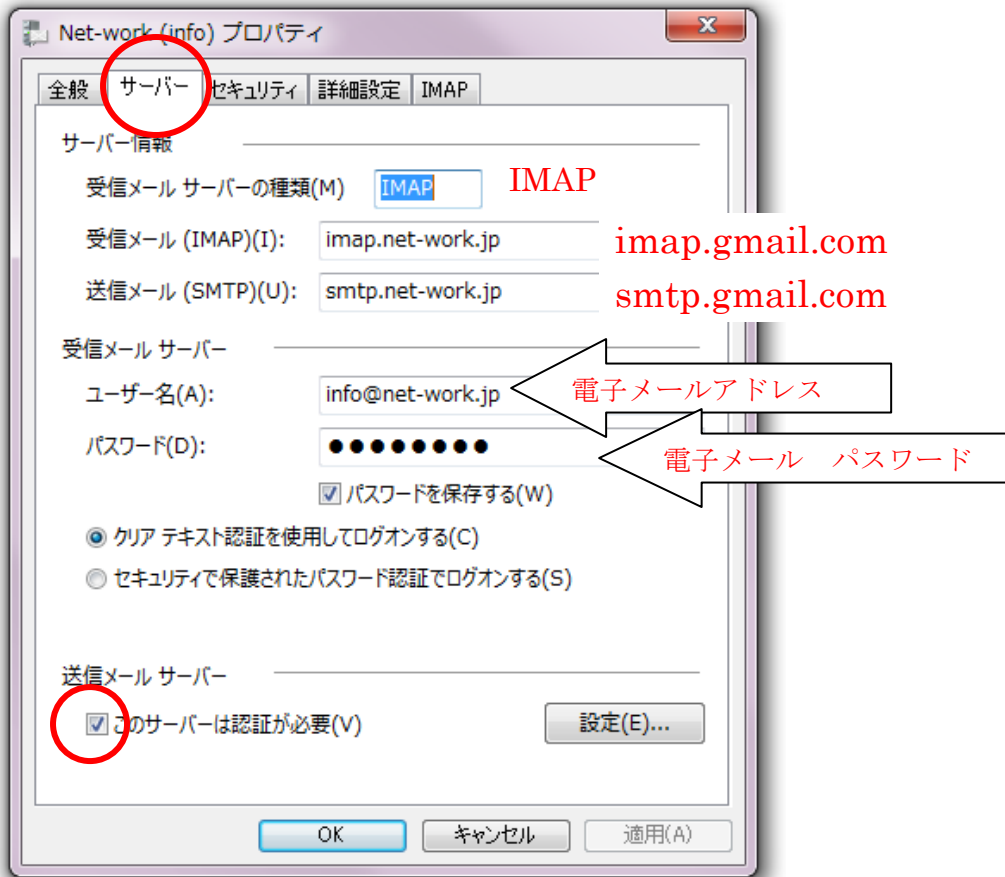 Net-work (info) プロパティ
全般 サーバー セキュリティ 詳細設定 IMAP
サーバー情報
受信メール サーバーの種類(M) IMAP IMAP
受信メール (IMAP)(I): imap.net-work.jp imap.gmail.com
送信メール (SMTP)(U): smtp.net-work.jp smtp.gmail.com
受信メール サーバー
ユーザー名(A): info@net-work.jp 電子メールアドレス
パスワード(D): ●●●●●●●● 電子メール　パスワード
パスワードを保存する(W)
クリア テキスト認証を使用してログオンする(C)
セキュリティで保護されたパスワード認証でログオンする(S)
送信メール サーバー
このサーバーは認証が必要(V) 設定(E)...
OK キャンセル 適用(A)